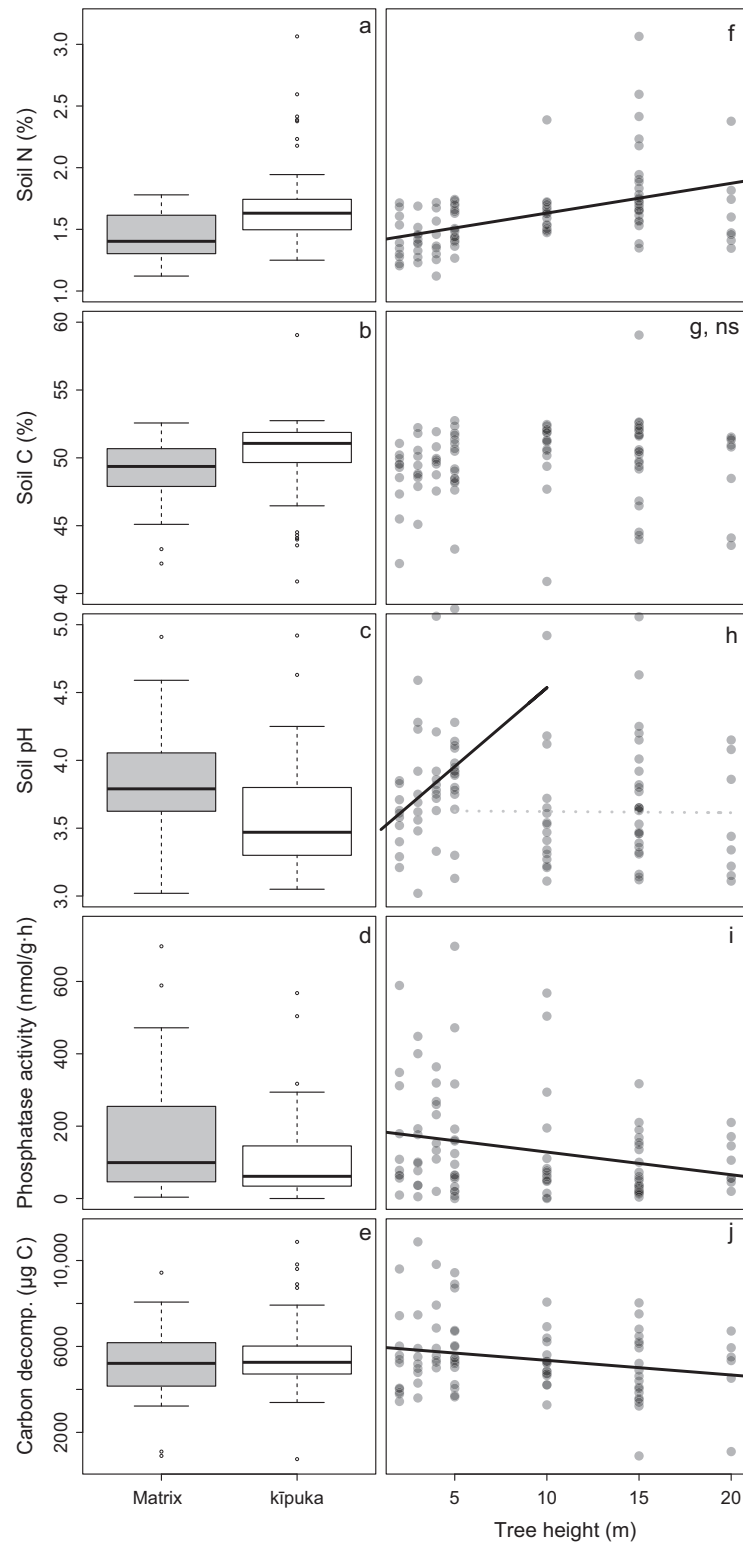 a
f
Soil N (%)
3.0
2.5
2.0
1.5
1.0
b
g, ns
Soil C (%)
60
55
50
45
40
c
h
Soil pH
5.0
4.5
4.0
3.5
3.0
d
i
Phosphatase activity (nmol/g·h)
600
400
200
0
e
j
Carbon decomp. (µg C)
10,000
6000
2000
Matrix
kīpuka
5
10
15
20
Tree height (m)